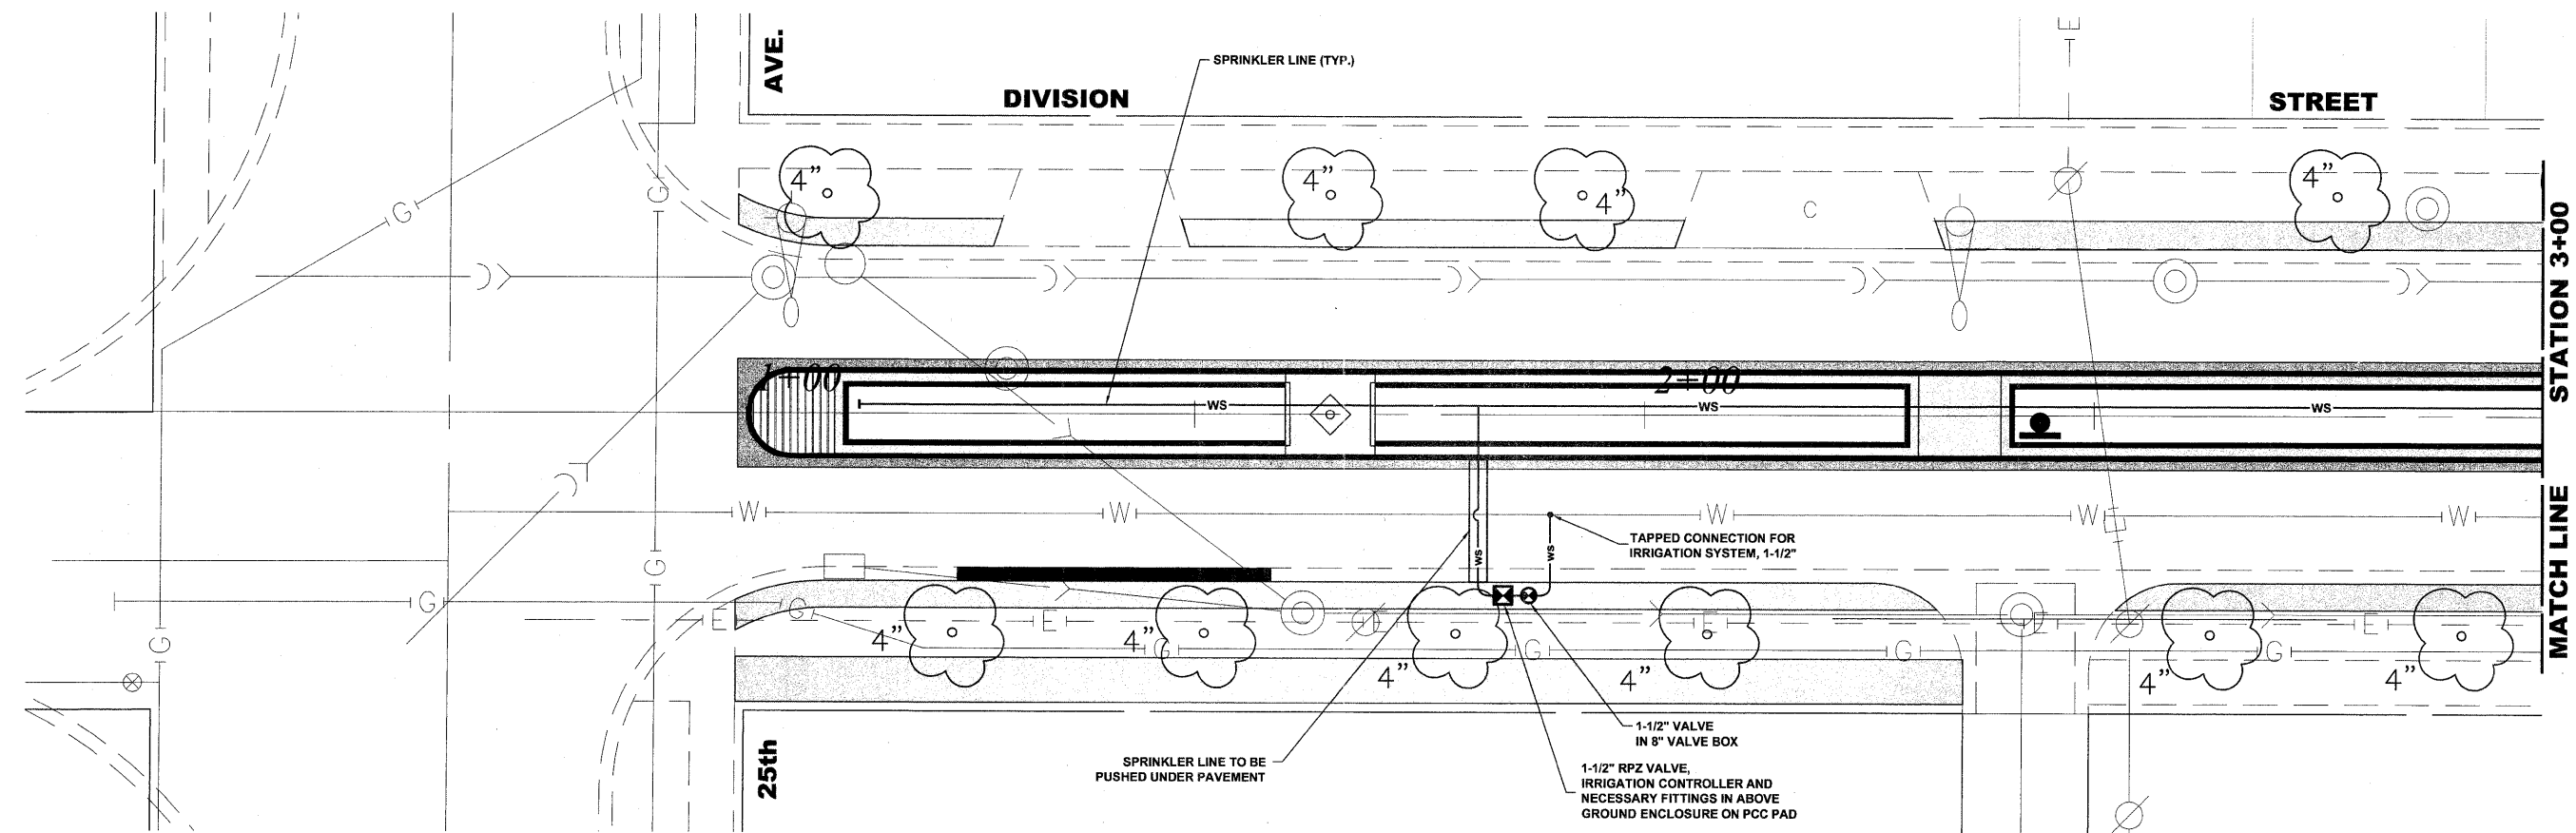 AVE.
SPRINKLER LINE (TYP.)
DIVISION
STREET
E
4”
4”
4”
4”
G
G
C
STATION 3+00
1+00
2+00
WS
WS
WS
W
W
W
W
W
TAPPED CONNECTION FOR
IRRIGATION SYSTEM, 1-1/2"
WS
WS
G
G
G
G
E
E
E
E
E
G
G
G
G
4”
4”
4”
4”
4”
4”
MATCH LINE
25th
1-1/2" VALVE
IN 8" VALVE BOX
SPRINKLER LINE TO BE
PUSHED UNDER PAVEMENT
1-1/2" RPZ VALVE,
IRRIGATION CONTROLLER AND
NECESSARY FITTINGS IN ABOVE
GROUND ENCLOSURE ON PCC PAD